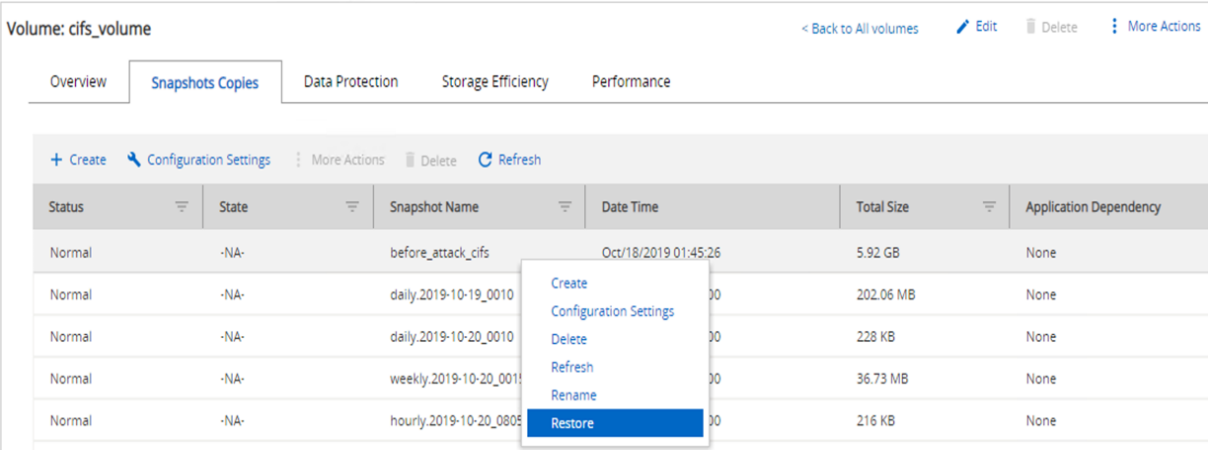 Volume: cifs_volume
< Back to All volumes Edit Delete More Actions
Overview Snapshots Copies Data Protection Storage Efficiency Performance
+ Create Configuration Settings More Actions Delete Refresh
Status State Snapshot Name Date Time Total Size Application Dependency
Normal -NA- before_attack_cifs Oct/18/2019 01:45:26 5.92 GB None
Normal -NA- daily.2019-10-19_0010 00 202.06 MB None
Normal -NA- daily.2019-10-20_0010 00 228 KB None
Normal -NA- weekly.2019-10-20_001 00 36.73 MB None
Normal -NA- hourly.2019-10-20_0805 00 216 KB None
Create
Configuration Settings
Delete
Refresh
Rename
Restore